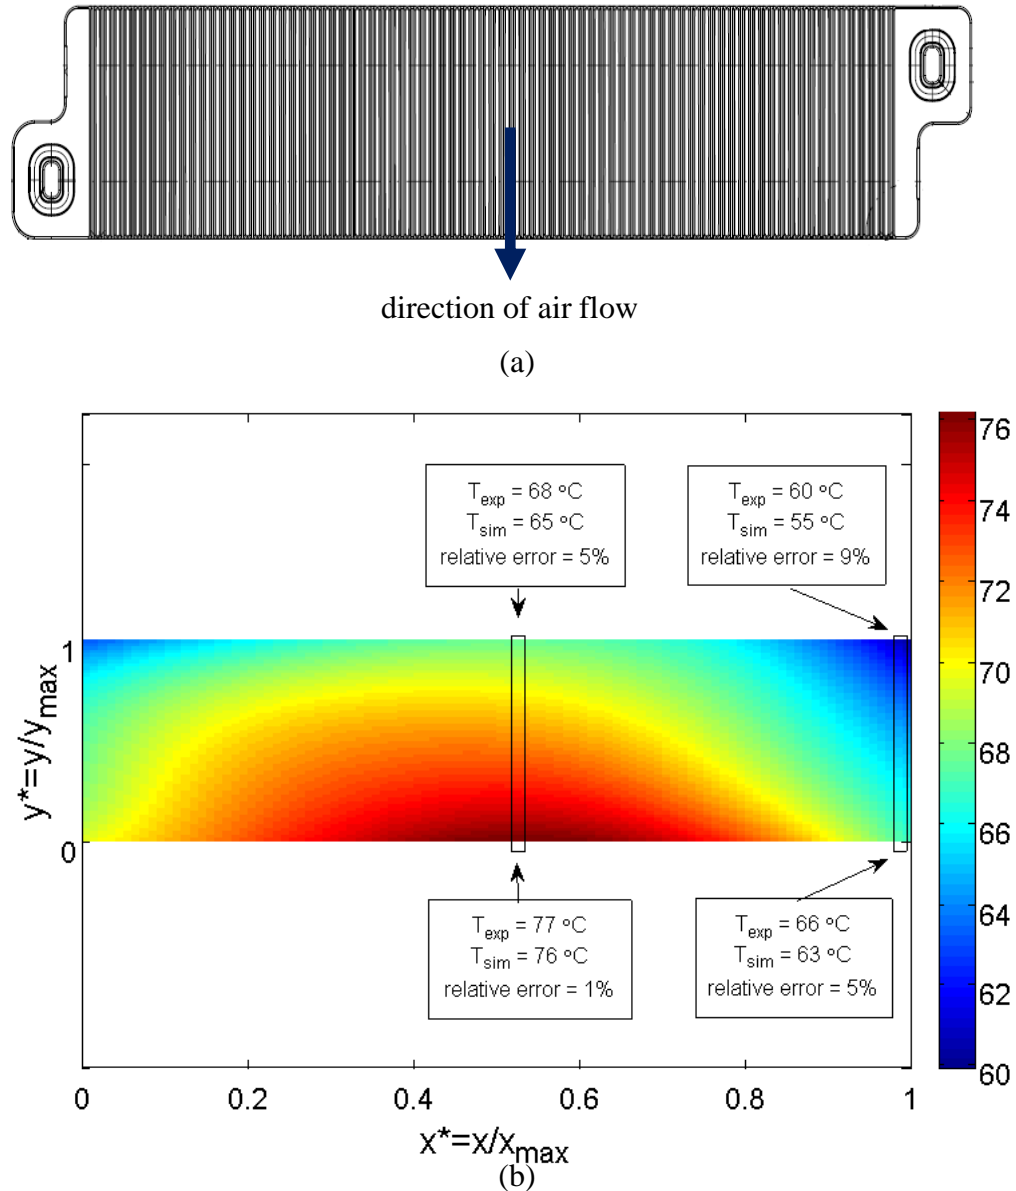 direction of air flow
(a)
76
74
72
70
68
66
64
62
60
T_exp = 68 °C
T_sim = 65 °C
relative error = 5%
T_exp = 60 °C
T_sim = 55 °C
relative error = 9%
1
y*=y/y_max
0
T_exp = 77 °C
T_sim = 76 °C
relative error = 1%
T_exp = 66 °C
T_sim = 63 °C
relative error = 5%
0 0.2 0.4 0.6 0.8 1
x*=x/x_max
(b)